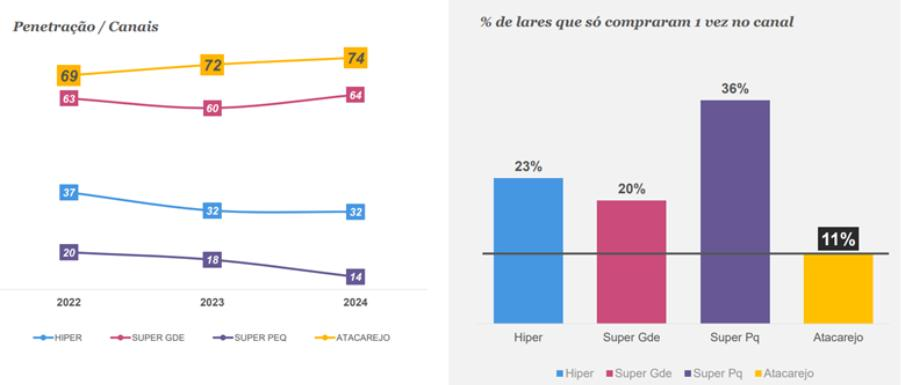 Penetração / Canais
69
72
74
63
60
64
37
32
32
20
18
14
2022 2023 2024
HIPER SUPER GDE SUPER PEQ ATACAREJO
% de lares que só compraram 1 vez no canal
36%
23%
20%
11%
Hiper Super Gde Super Pq Atacarejo
Hiper Super Gde Super Pq Atacarejo